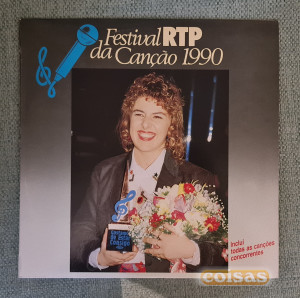 Festival RTP
da Canção 1990
Inclui
todas as canções
concorrentes
coisas